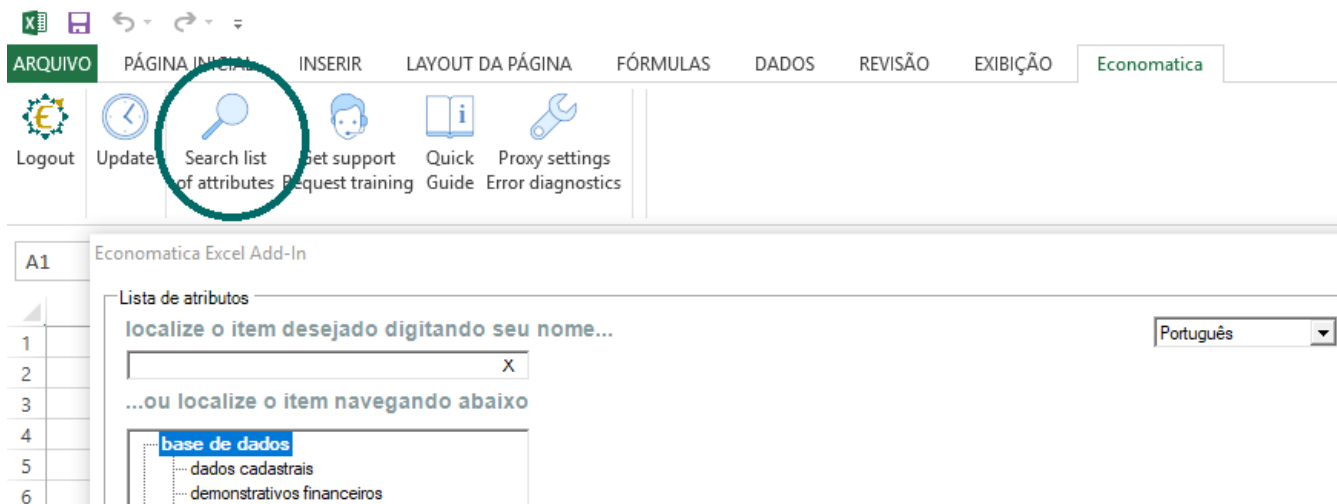 ARQUIVO PÁGINA INICIAL INSERIR LAYOUT DA PÁGINA FÓRMULAS DADOS REVISÃO EXIBIÇÃO Economatica
Logout Update Search list Get support Quick Proxy settings
of attributes Request training Guide Error diagnostics
A1
Economatica Excel Add-In
Lista de atributos
localize o item desejado digitando seu nome...
Português
1
X
2
...ou localize o item navegando abaixo
3
4
base de dados
5
dados cadastrais
6
demonstrativos financeiros